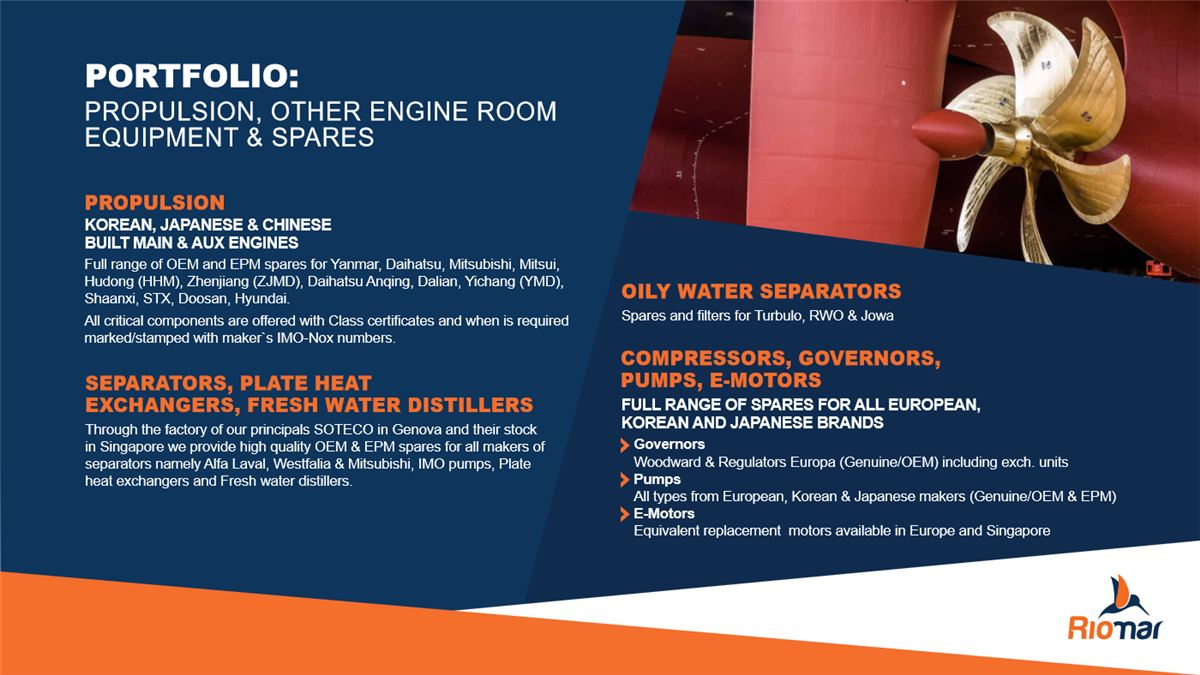 PORTFOLIO:
PROPULSION, OTHER ENGINE ROOM
EQUIPMENT & SPARES
PROPULSION
KOREAN, JAPANESE & CHINESE
BUILT MAIN & AUX ENGINES
Full range of OEM and EPM spares for Yanmar, Daihatsu, Mitsubishi, Mitsui,
Hudong (HHM), Zhenjiang (ZJMD), Daihatsu Anqing, Dalian, Yichang (YMD),
Shaanxi, STX, Doosan, Hyundai.
All critical components are offered with Class certificates and when is required
marked/stamped with maker`s IMO-Nox numbers.
SEPARATORS, PLATE HEAT
EXCHANGERS, FRESH WATER DISTILLERS
Through the factory of our principals SOTECO in Genova and their stock
in Singapore we provide high quality OEM & EPM spares for all makers of
separators namely Alfa Laval, Westfalia & Mitsubishi, IMO pumps, Plate
heat exchangers and Fresh water distillers.
OILY WATER SEPARATORS
Spares and filters for Turbulo, RWO & Jowa
COMPRESSORS, GOVERNORS,
PUMPS, E-MOTORS
FULL RANGE OF SPARES FOR ALL EUROPEAN,
KOREAN AND JAPANESE BRANDS
Governors
Woodward & Regulators Europa (Genuine/OEM) including exch. units
Pumps
All types from European, Korean & Japanese makers (Genuine/OEM & EPM)
E-Motors
Equivalent replacement motors available in Europe and Singapore
Riomar